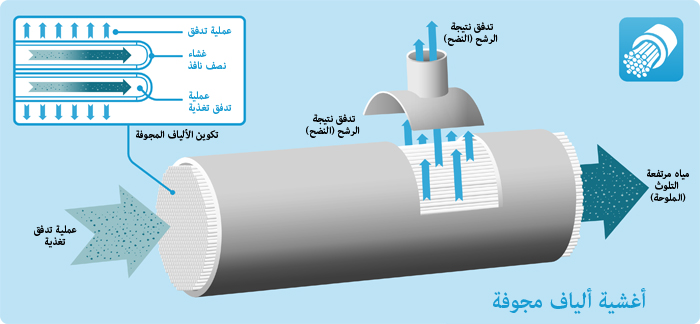 عملية تدفق
غشاء
نصف نافذ
عملية
تدفق تغذية
تكوين الألياف المجوفة
تدفق نتيجة
الرشح (النضح)
تدفق نتيجة
الرشح (النضح)
مياه مرتفعة
التلوث
(الملوحة)
عملية تدفق
تغذية
أغشية ألياف مجوفة